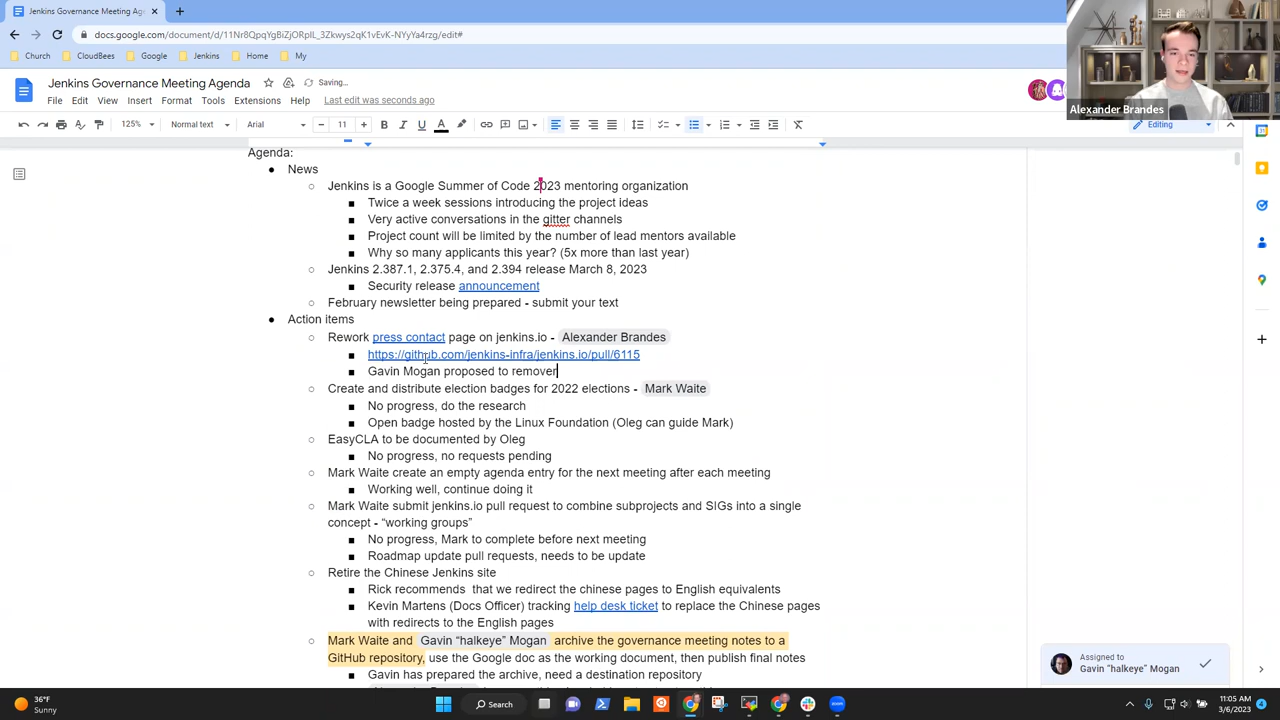 Jenkins Governance Meeting Agend
docs.google.com/document/d/11Nr8QpqYgBiZjORpIL_3Zkwys2qK1vEvK-NYyYa4rzg/edit#
Church CloudBees Google Jenkins Home My
Jenkins Governance Meeting Agenda Saving...
File Edit View Insert Format Tools Extensions Help Last edit was seconds ago
Alexander Brandes
125% Normal text Arial 11 Editing
Agenda:
News
Jenkins is a Google Summer of Code 2023 mentoring organization
Twice a week sessions introducing the project ideas
Very active conversations in the gitter channels
Project count will be limited by the number of lead mentors available
Why so many applicants this year? (5x more than last year)
Jenkins 2.387.1, 2.375.4, and 2.394 release March 8, 2023
Security release announcement
February newsletter being prepared - submit your text
Action items
Rework press contact page on jenkins.io - Alexander Brandes
https://github.com/jenkins-infra/jenkins.io/pull/6115
Gavin Mogan proposed to remover
Create and distribute election badges for 2022 elections - Mark Waite
No progress, do the research
Open badge hosted by the Linux Foundation (Oleg can guide Mark)
EasyCLA to be documented by Oleg
No progress, no requests pending
Mark Waite create an empty agenda entry for the next meeting after each meeting
Working well, continue doing it
Mark Waite submit jenkins.io pull request to combine subprojects and SIGs into a single
concept - “working groups”
No progress, Mark to complete before next meeting
Roadmap update pull requests, needs to be update
Retire the Chinese Jenkins site
Rick recommends that we redirect the chinese pages to English equivalents
Kevin Martens (Docs Officer) tracking help desk ticket to replace the Chinese pages
with redirects to the English pages
Mark Waite and Gavin “halkeye” Mogan archive the governance meeting notes to a
GitHub repository, use the Google doc as the working document, then publish final notes
Gavin has prepared the archive, need a destination repository
Assigned to
Gavin "halkeye" Mogan
36°F
Sunny
Search
11:05 AM
3/6/2023